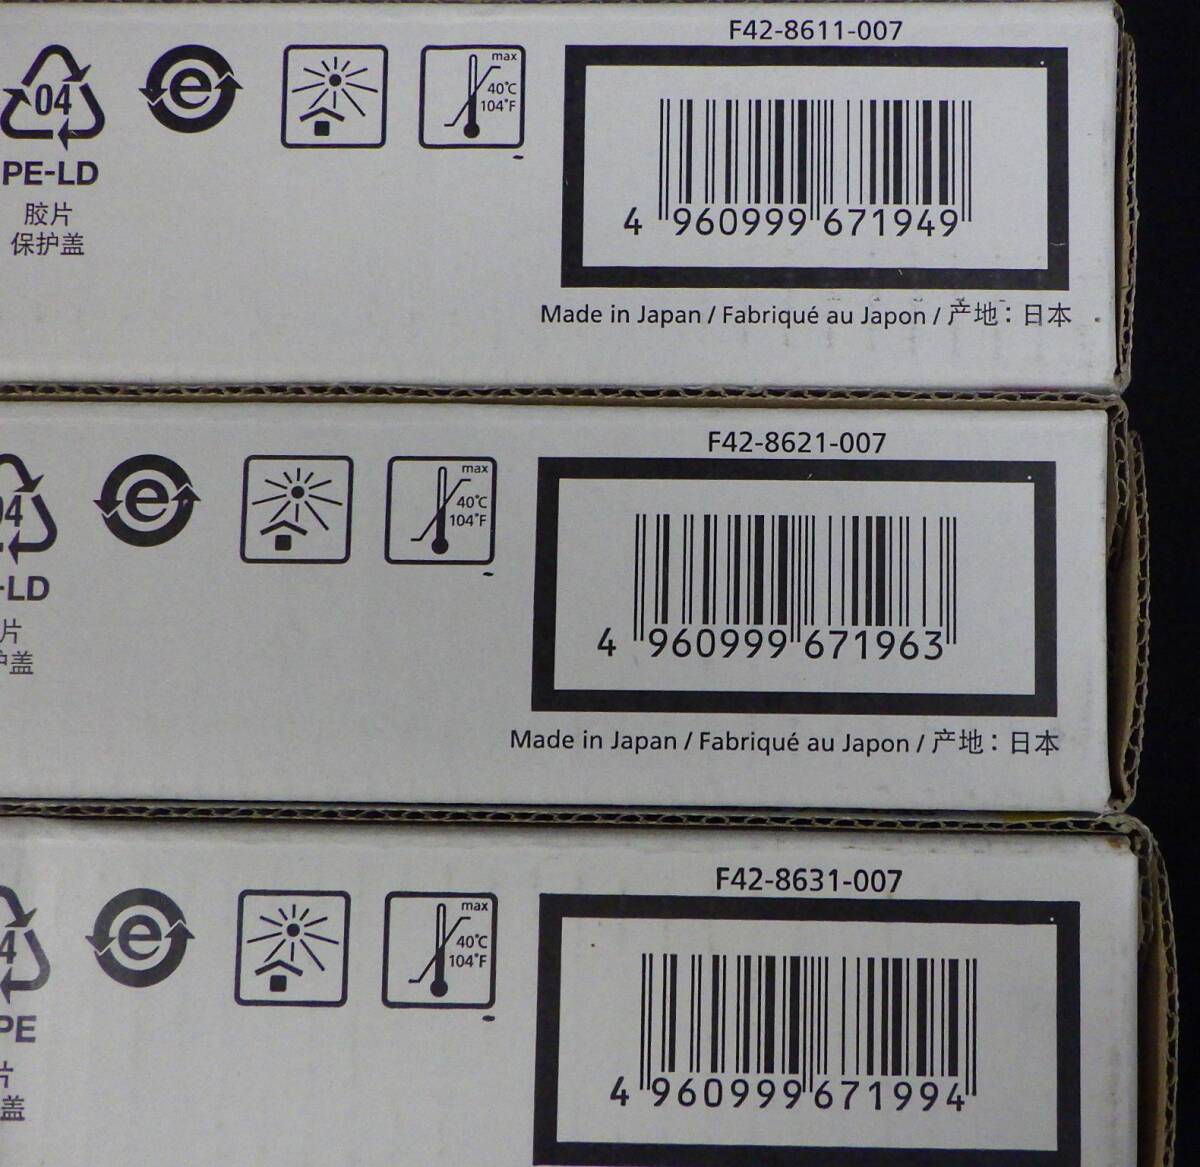 F42-8611-007
04
e
max
40°C
104°F
PE-LD
胶片
保护盖
4 960999 671949
Made in Japan / Fabriqué au Japon / 产地：日本
F42-8621-007
04
e
max
40°C
104°F
-LD
片
护盖
4 960999 671963
Made in Japan / Fabriqué au Japon / 产地：日本
F42-8631-007
4
e
max
40°C
104°F
PE
片
盖
4 960999 671994